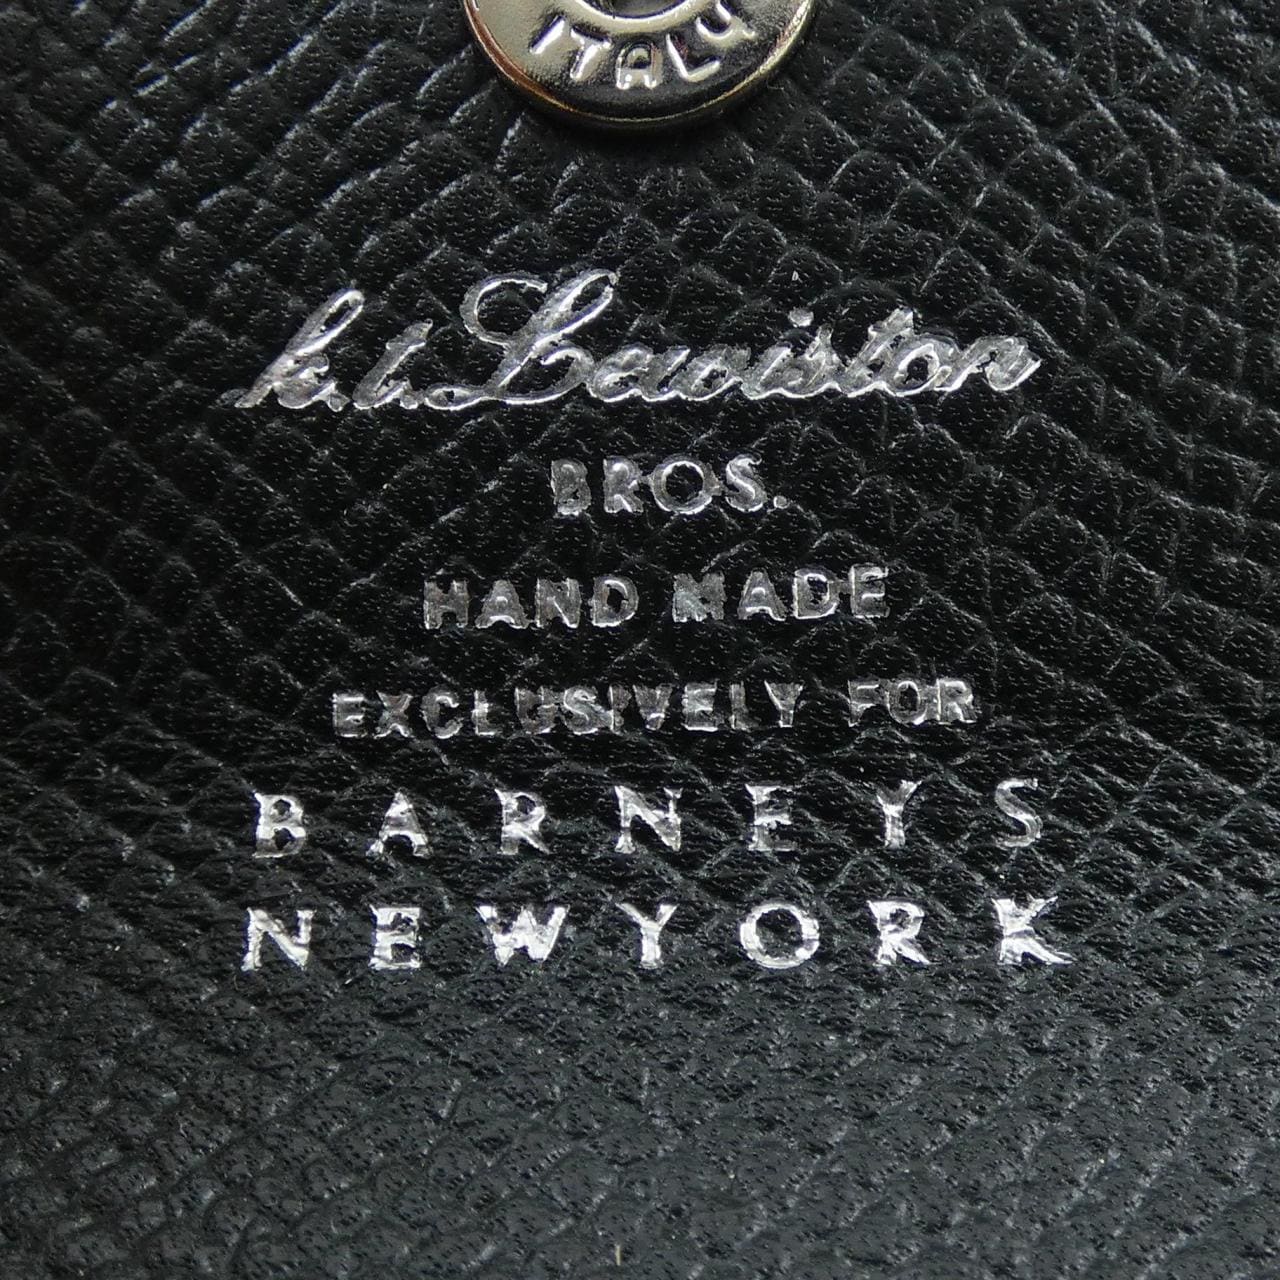 ITALY
k.t. Lewiston
BROS.
HAND MADE
EXCLUSIVELY FOR
BARNEYS
NEWYORK